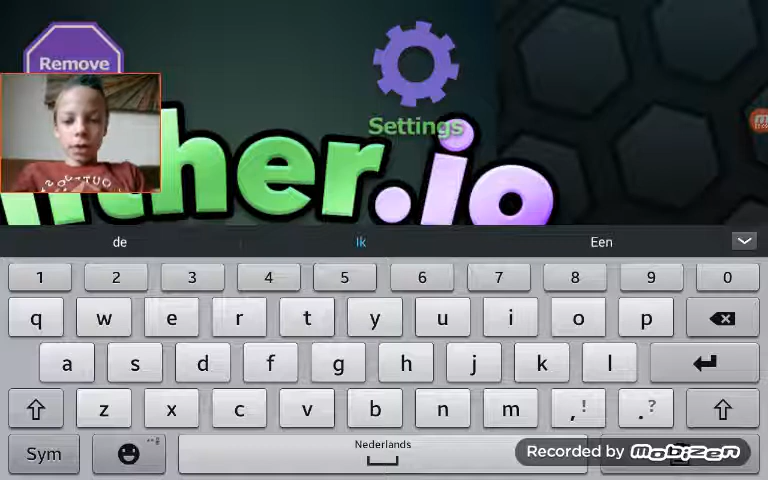 Remove
Settings
ither.io
de Ik Een
1 2 3 4 5 6 7 8 9 0
q w e r t y u i o p
a s d f g h j k l
z x c v b n m ,! .?
Sym Nederlands
Recorded by mobizen